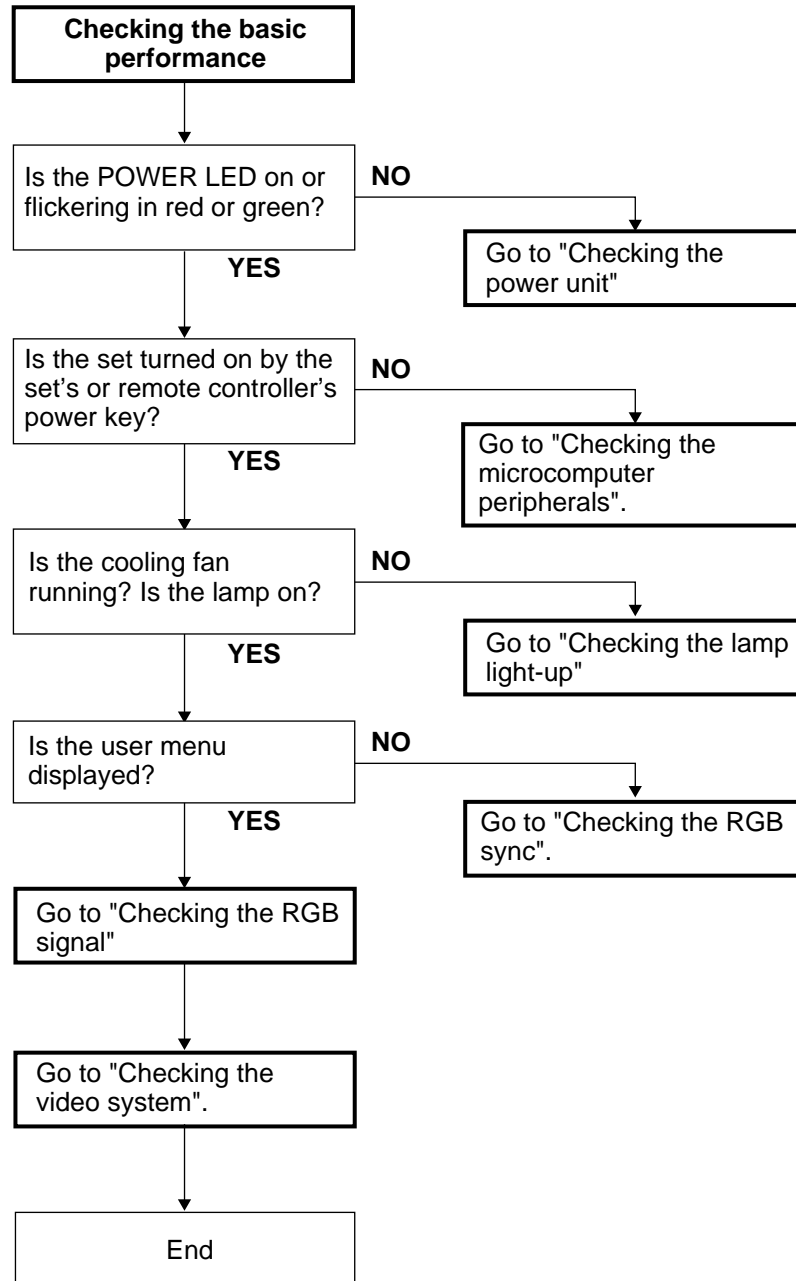 Checking the basic
performance
Is the POWER LED on or
flickering in red or green?
NO
Go to "Checking the
power unit"
YES
Is the set turned on by the
set's or remote controller's
power key?
NO
Go to "Checking the
microcomputer
peripherals".
YES
Is the cooling fan
running? Is the lamp on?
NO
Go to "Checking the lamp
light-up"
YES
Is the user menu
displayed?
NO
Go to "Checking the RGB
sync".
YES
Go to "Checking the RGB
signal"
Go to "Checking the
video system".
End